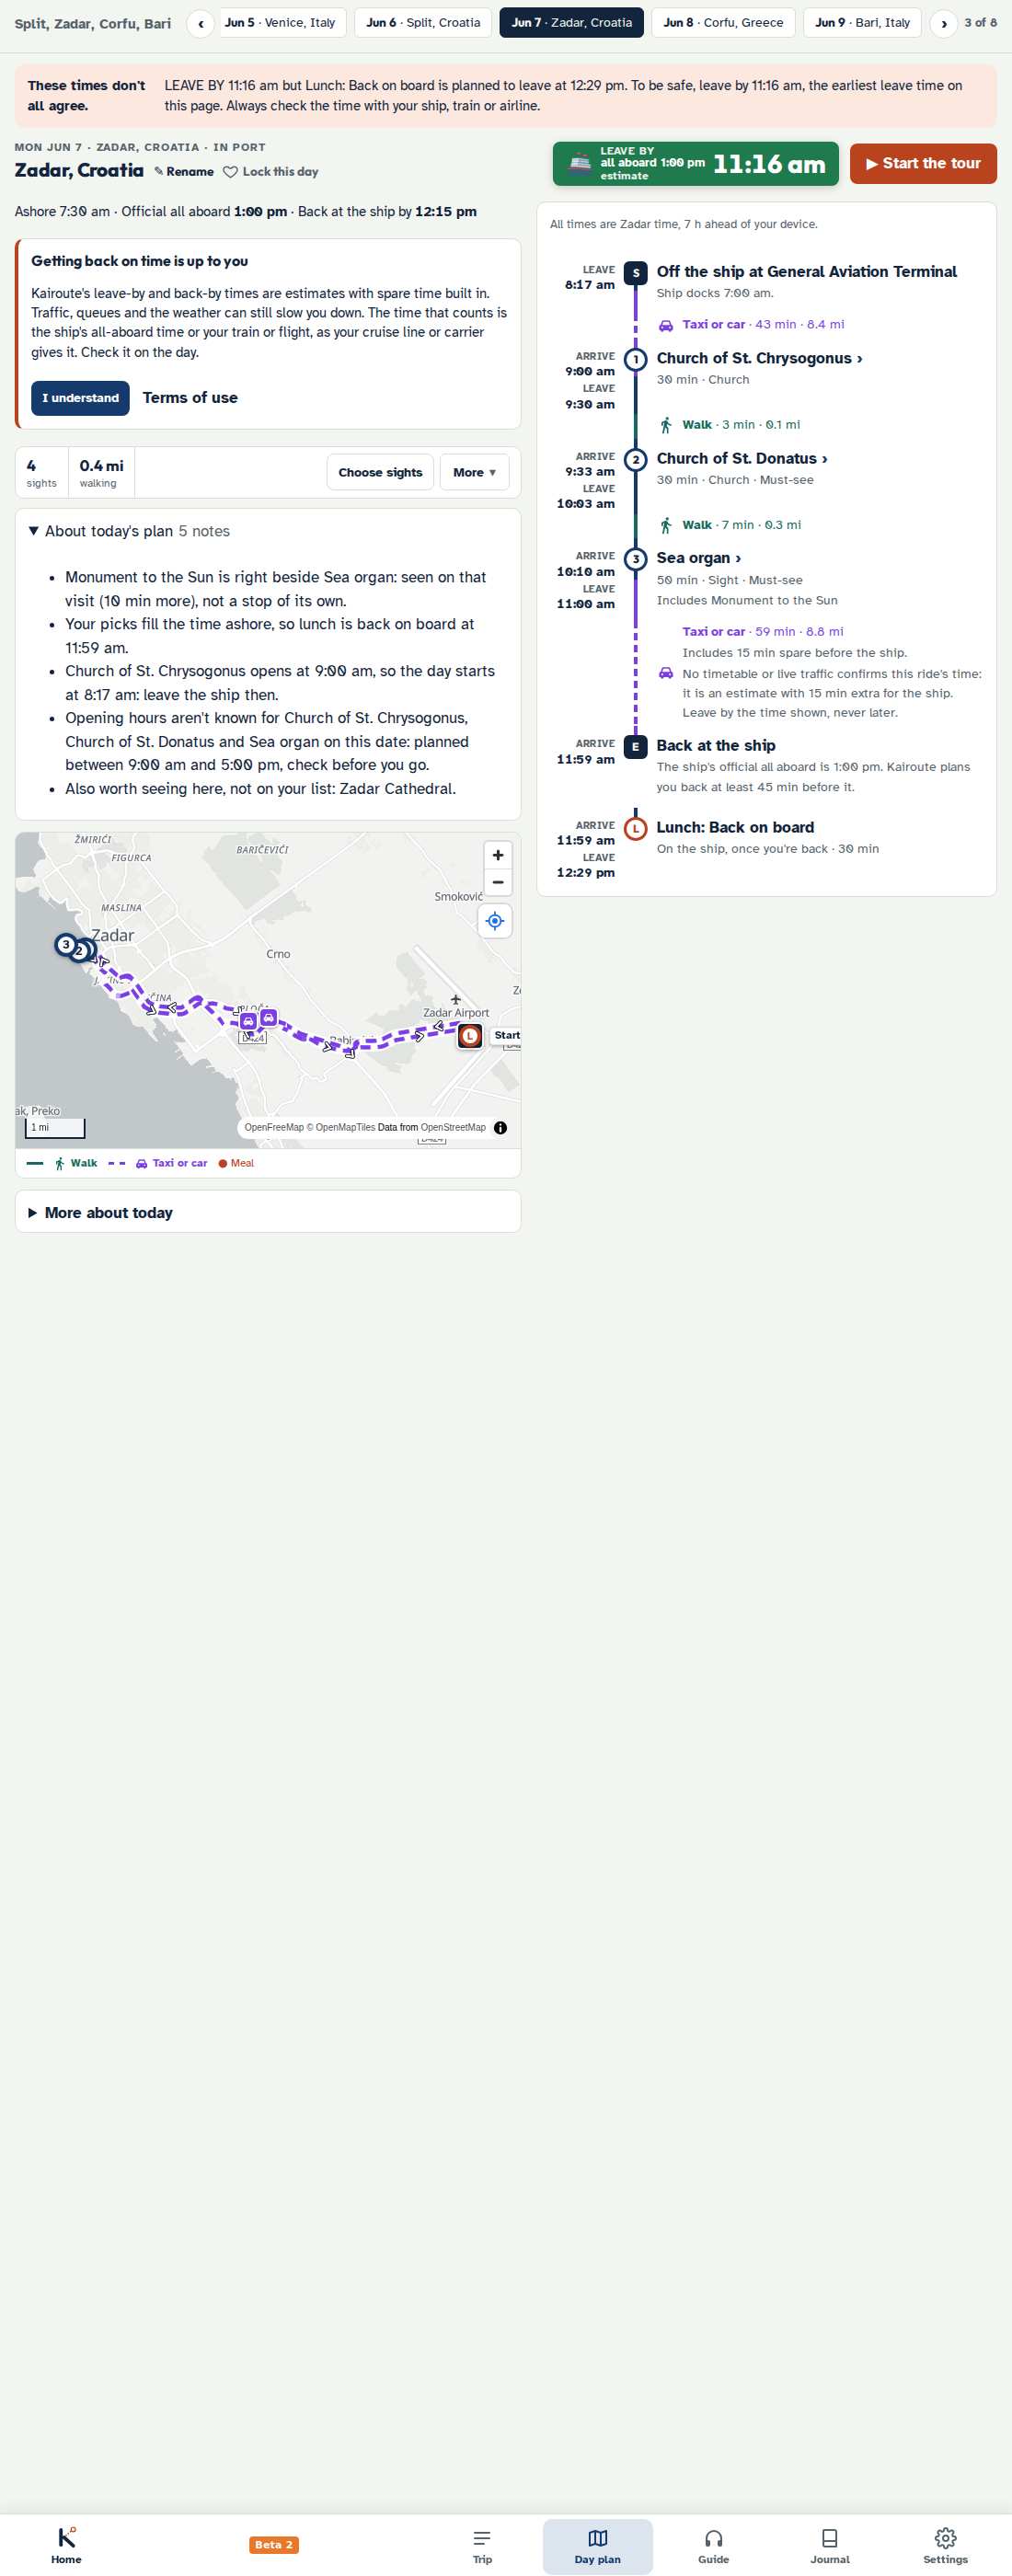 Split, Zadar, Corfu, Bari
‹
Jun 5 · Venice, Italy
Jun 6 · Split, Croatia
Jun 7 · Zadar, Croatia
Jun 8 · Corfu, Greece
Jun 9 · Bari, Italy
›
3 of 8
These times don't
all agree.
LEAVE BY 11:16 am but Lunch: Back on board is planned to leave at 12:29 pm. To be safe, leave by 11:16 am, the earliest leave time on
this page. Always check the time with your ship, train or airline.
MON JUN 7 · ZADAR, CROATIA · IN PORT
Zadar, Croatia ✎ Rename Lock this day
LEAVE BY
all aboard 1:00 pm
estimate
11:16 am
▶ Start the tour
Ashore 7:30 am · Official all aboard 1:00 pm · Back at the ship by 12:15 pm
Getting back on time is up to you
Kairoute's leave-by and back-by times are estimates with spare time built in.
Traffic, queues and the weather can still slow you down. The time that counts is
the ship's all-aboard time or your train or flight, as your cruise line or carrier
gives it. Check it on the day.
I understand
Terms of use
4
sights
0.4 mi
walking
Choose sights
More ▼
▼ About today's plan 5 notes
• Monument to the Sun is right beside Sea organ: seen on that
visit (10 min more), not a stop of its own.
• Your picks fill the time ashore, so lunch is back on board at
11:59 am.
• Church of St. Chrysogonus opens at 9:00 am, so the day starts
at 8:17 am: leave the ship then.
• Opening hours aren't known for Church of St. Chrysogonus,
Church of St. Donatus and Sea organ on this date: planned
between 9:00 am and 5:00 pm, check before you go.
• Also worth seeing here, not on your list: Zadar Cathedral.
ŽMIRIĆI
FIGURCA
BARIČEVIĆI
MASLINA
Smoković
Zadar
3
2
Crno
Zadar Airport
L
Start
D424
ak, Preko
1 mi
+
−
OpenFreeMap © OpenMapTiles Data from OpenStreetMap
Walk
Taxi or car
Meal
▶ More about today
All times are Zadar time, 7 h ahead of your device.
LEAVE
8:17 am
S
Off the ship at General Aviation Terminal
Ship docks 7:00 am.
Taxi or car · 43 min · 8.4 mi
ARRIVE
9:00 am
LEAVE
9:30 am
1
Church of St. Chrysogonus ›
30 min · Church
Walk · 3 min · 0.1 mi
ARRIVE
9:33 am
LEAVE
10:03 am
2
Church of St. Donatus ›
30 min · Church · Must-see
Walk · 7 min · 0.3 mi
ARRIVE
10:10 am
LEAVE
11:00 am
3
Sea organ ›
50 min · Sight · Must-see
Includes Monument to the Sun
Taxi or car · 59 min · 8.8 mi
Includes 15 min spare before the ship.
No timetable or live traffic confirms this ride's time:
it is an estimate with 15 min extra for the ship.
Leave by the time shown, never later.
ARRIVE
11:59 am
E
Back at the ship
The ship's official all aboard is 1:00 pm. Kairoute plans
you back at least 45 min before it.
ARRIVE
11:59 am
LEAVE
12:29 pm
L
Lunch: Back on board
On the ship, once you're back · 30 min
Home
Beta 2
Trip
Day plan
Guide
Journal
Settings